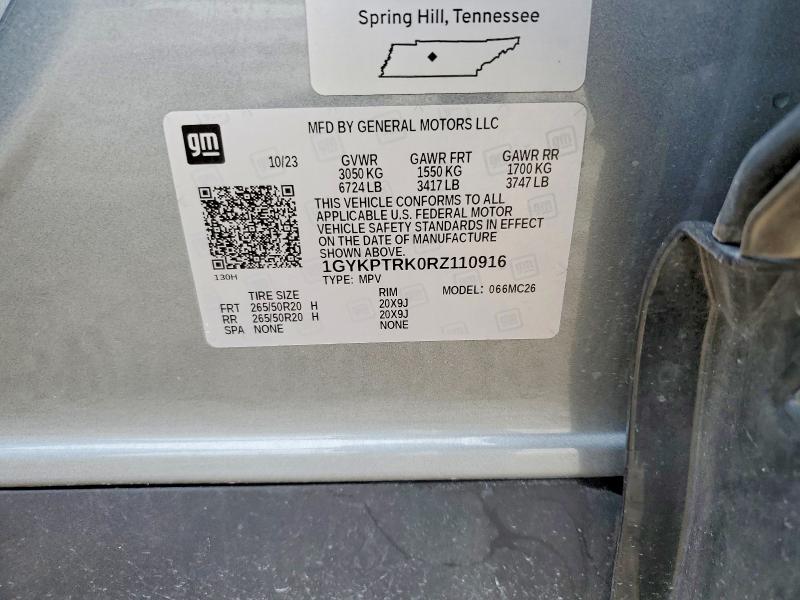 Spring Hill, Tennessee
gm
MFD BY GENERAL MOTORS LLC
10/23 GVWR GAWR FRT GAWR RR
3050 KG 1550 KG 1700 KG
6724 LB 3417 LB 3747 LB
THIS VEHICLE CONFORMS TO ALL
APPLICABLE U.S. FEDERAL MOTOR
VEHICLE SAFETY STANDARDS IN EFFECT
ON THE DATE OF MANUFACTURE
SHOWN ABOVE.
1GYKPTRK0RZ110916
130H
TYPE: MPV
TIRE SIZE RIM MODEL: 066MC26
FRT 265/50R20 H 20X9J
RR 265/50R20 H 20X9J
SPA NONE NONE